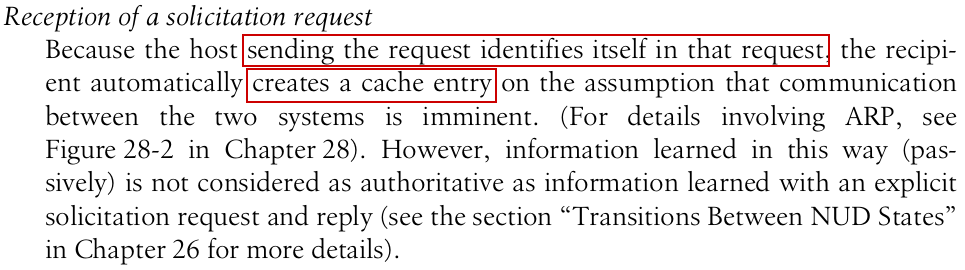 Reception of a solicitation request
Because the host sending the request identifies itself in that request, the recipi-
ent automatically creates a cache entry on the assumption that communication
between the two systems is imminent. (For details involving ARP, see
Figure 28-2 in Chapter 28). However, information learned in this way (pas-
sively) is not considered as authoritative as information learned with an explicit
solicitation request and reply (see the section “Transitions Between NUD States”
in Chapter 26 for more details).